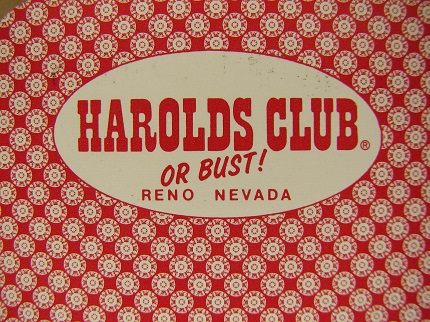 HAROLDS CLUB®
OR BUST!
RENO NEVADA